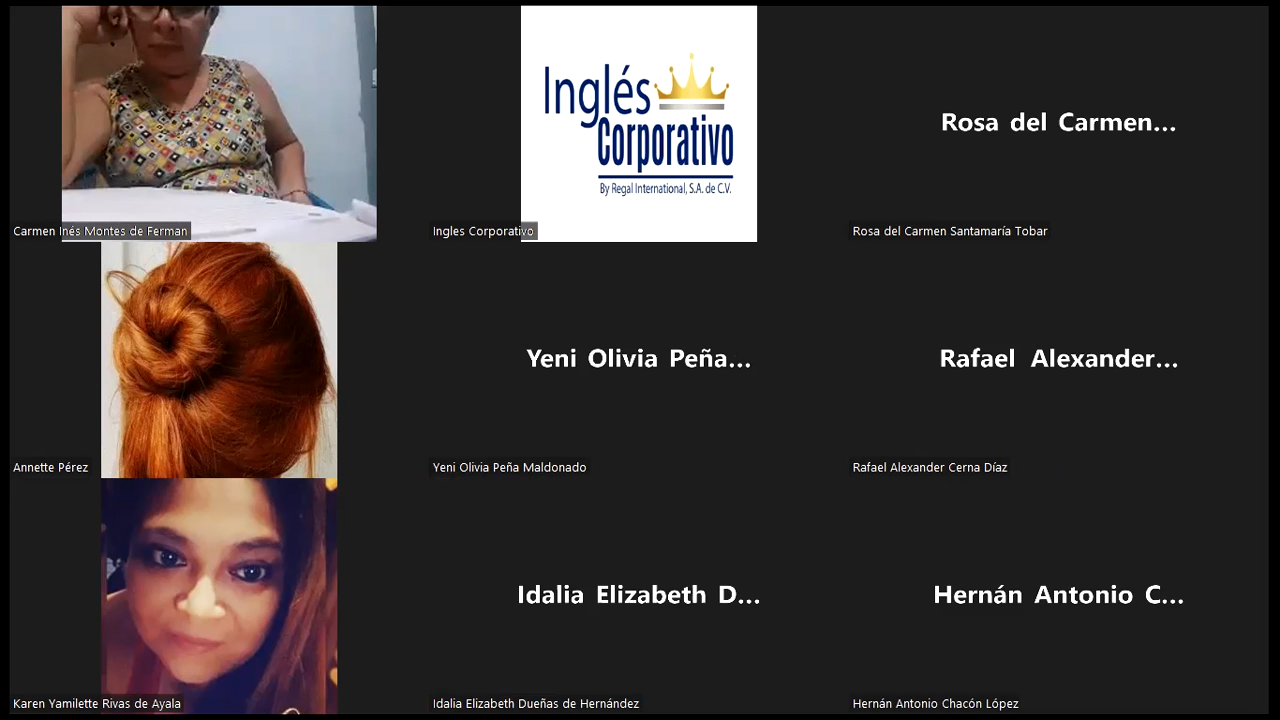 Inglés
Corporativo
By Regal International, S.A. de C.V.
Rosa del Carmen...
Carmen Inés Montes de Ferman
Ingles Corporativo
Rosa del Carmen Santamaría Tobar
Yeni Olivia Peña...
Rafael Alexander...
Annette Pérez
Yeni Olivia Peña Maldonado
Rafael Alexander Cerna Díaz
Idalia Elizabeth D...
Hernán Antonio C...
Karen Yamilette Rivas de Ayala
Idalia Elizabeth Dueñas de Hernández
Hernán Antonio Chacón López